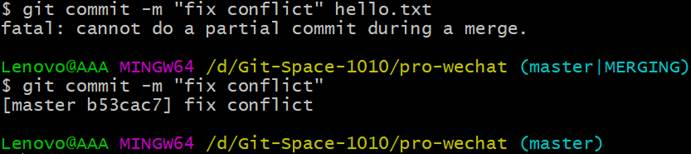 $ git commit -m "fix conflict" hello.txt
fatal: cannot do a partial commit during a merge.
Lenovo@AAA MINGW64 /d/Git-Space-1010/pro-wechat (master|MERGING)
$ git commit -m "fix conflict"
[master b53cac7] fix conflict
Lenovo@AAA MINGW64 /d/Git-Space-1010/pro-wechat (master)